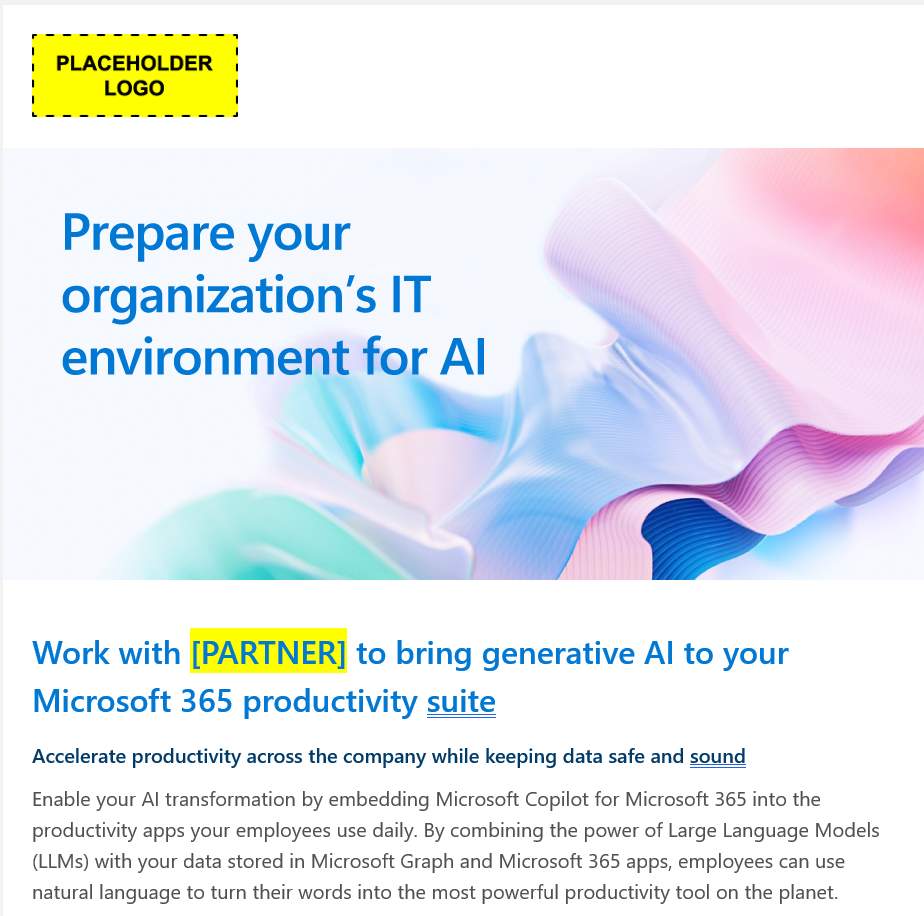 PLACEHOLDER
LOGO
Prepare your
organization’s IT
environment for AI
Work with [PARTNER] to bring generative AI to your
Microsoft 365 productivity suite
Accelerate productivity across the company while keeping data safe and sound
Enable your AI transformation by embedding Microsoft Copilot for Microsoft 365 into the
productivity apps your employees use daily. By combining the power of Large Language Models
(LLMs) with your data stored in Microsoft Graph and Microsoft 365 apps, employees can use
natural language to turn their words into the most powerful productivity tool on the planet.